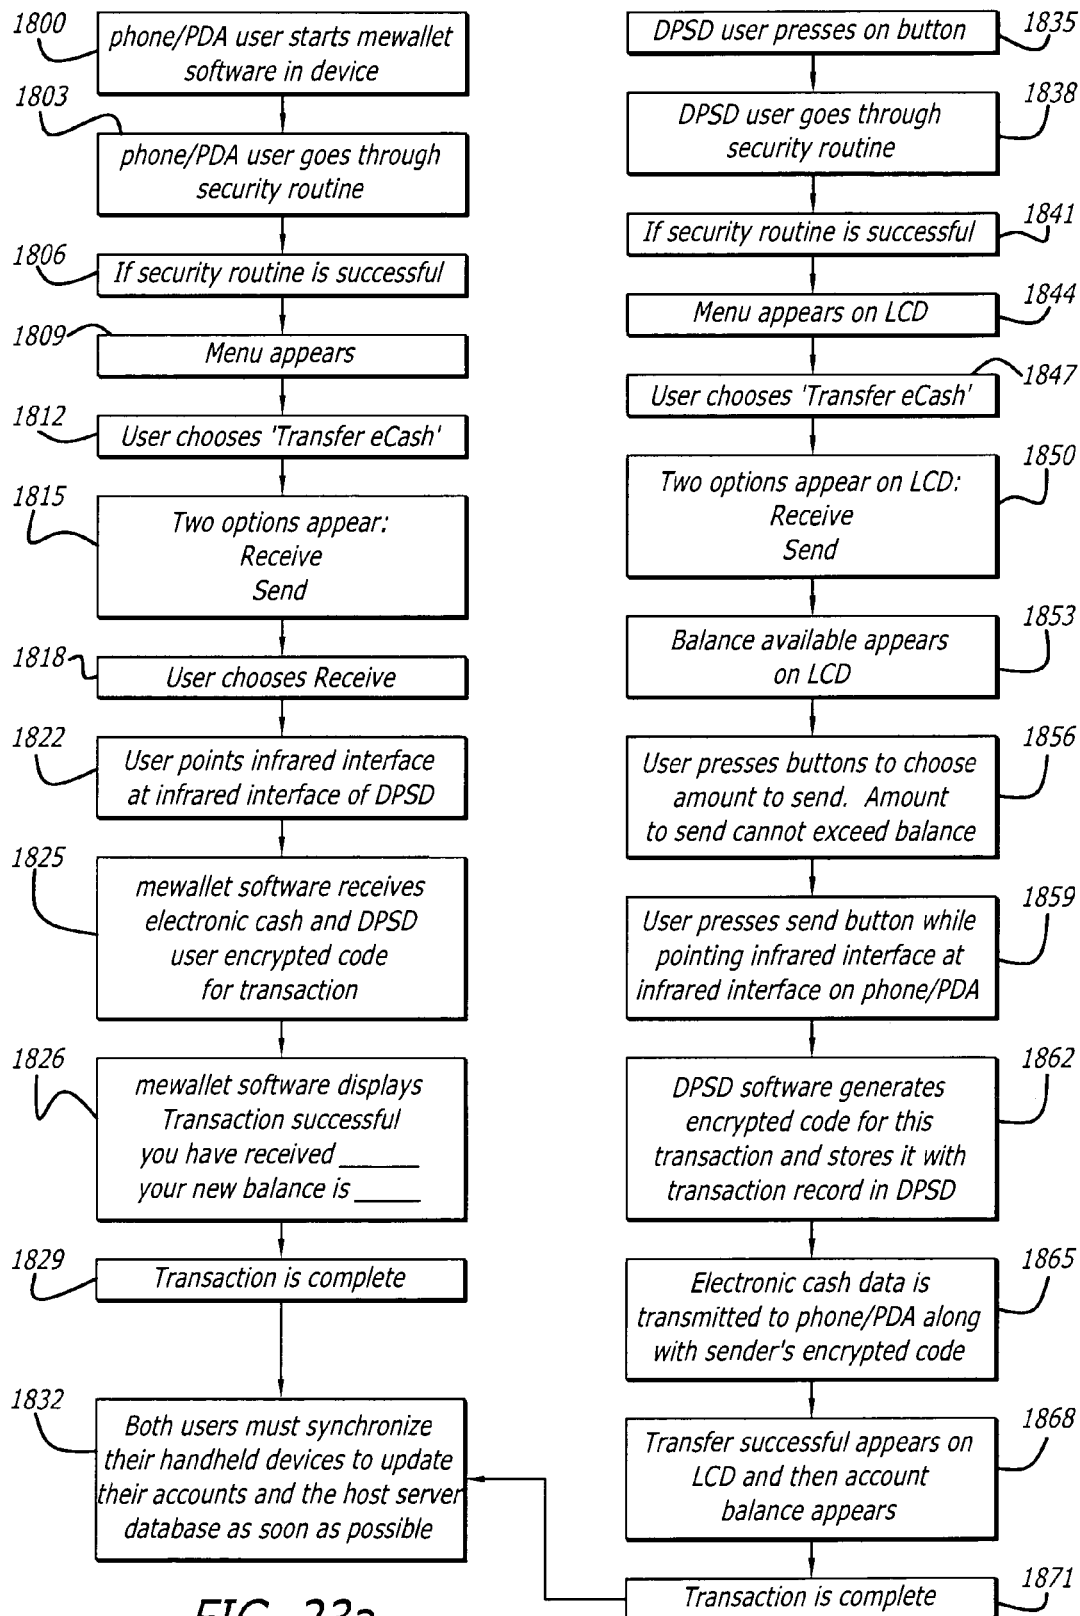 1800
phone/PDA user starts mewallet
software in device
1803
phone/PDA user goes through
security routine
1806
If security routine is successful
1809
Menu appears
1812
User chooses 'Transfer eCash'
1815
Two options appear:
Receive
Send
1818
User chooses Receive
1822
User points infrared interface
at infrared interface of DPSD
1825
mewallet software receives
electronic cash and DPSD
user encrypted code
for transaction
1826
mewallet software displays
Transaction successful
you have received ______
your new balance is _____
1829
Transaction is complete
1832
Both users must synchronize
their handheld devices to update
their accounts and the host server
database as soon as possible
DPSD user presses on button
1835
DPSD user goes through
security routine
1838
If security routine is successful
1841
Menu appears on LCD
1844
User chooses 'Transfer eCash'
1847
Two options appear on LCD:
Receive
Send
1850
Balance available appears
on LCD
1853
User presses buttons to choose
amount to send. Amount
to send cannot exceed balance
1856
User presses send button while
pointing infrared interface at
infrared interface on phone/PDA
1859
DPSD software generates
encrypted code for this
transaction and stores it with
transaction record in DPSD
1862
Electronic cash data is
transmitted to phone/PDA along
with sender's encrypted code
1865
Transfer successful appears on
LCD and then account
balance appears
1868
Transaction is complete
1871
FIG. 23a